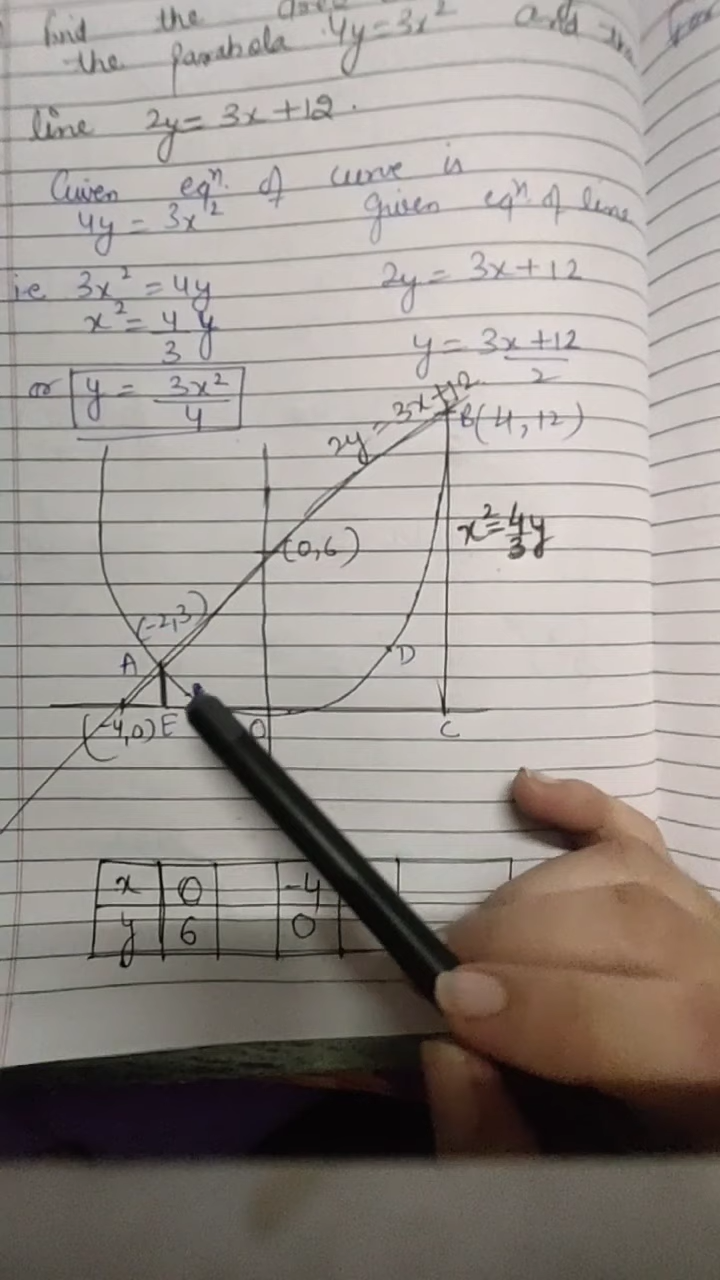 find the
the parabola 4y = 3x² and the
line 2y = 3x + 12.
Given eqⁿ. of curve is
4y = 3x²
given eqⁿ. of line
i.e 3x² = 4y
2y = 3x + 12
x² = 4/3 y
y = 3x + 12 / 2
or y = 3x² / 4
2y = 3x + 12
B(4, 12)
x² = 4/3 y
(0, 6)
(-2, 3)
A
D
(-4, 0) E O C
x 0 -4
y 6 0